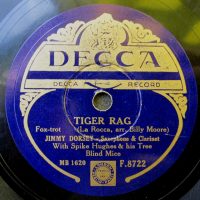 DECCA
DECCA
RECORD
TIGER RAG
Fox-trot (La Rocca, arr. Billy Moore)
JIMMY DORSEY - Saxophone & Clarinet
With Spike Hughes & his Tree
Blind Mice
MB 1620 F.8722